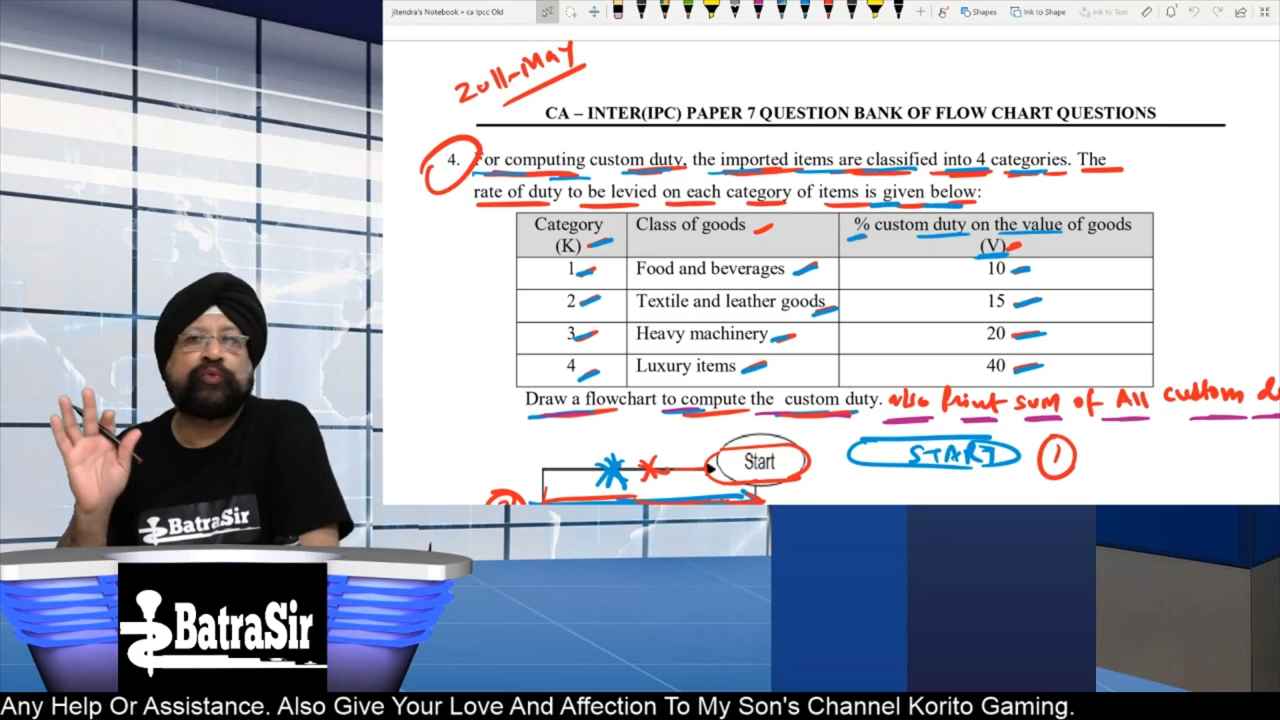 jitendra's Notebook » ca Ipcc Old
Shapes
Ink to Shape
Ink to Text
2011-May
CA – INTER(IPC) PAPER 7 QUESTION BANK OF FLOW CHART QUESTIONS
4. For computing custom duty, the imported items are classified into 4 categories. The
rate of duty to be levied on each category of items is given below:
Category (K) Class of goods % custom duty on the value of goods (V)
1 Food and beverages 10
2 Textile and leather goods 15
3 Heavy machinery 20
4 Luxury items 40
Draw a flowchart to compute the custom duty. also Print sum of All custom
Start
START 1
BatraSir
BatraSir
Any Help Or Assistance. Also Give Your Love And Affection To My Son's Channel Korito Gaming.